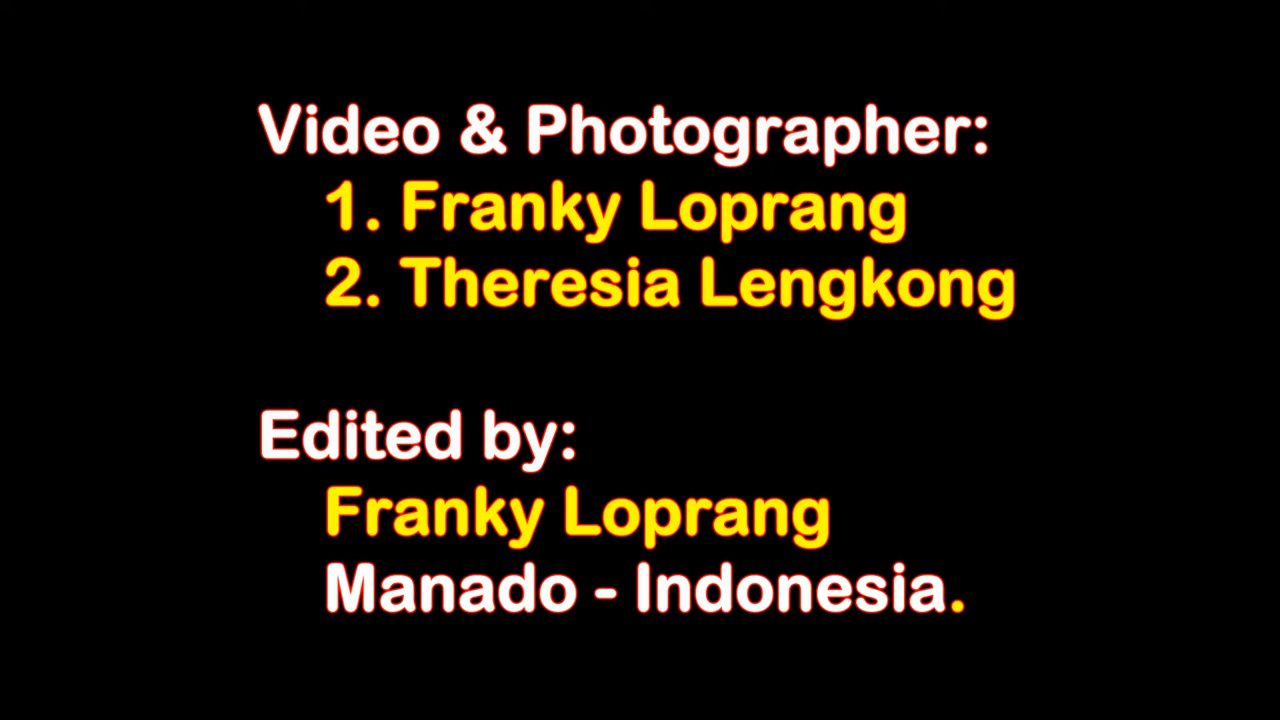 Video & Photographer:
1. Franky Loprang
2. Theresia Lengkong
Edited by:
Franky Loprang
Manado - Indonesia.